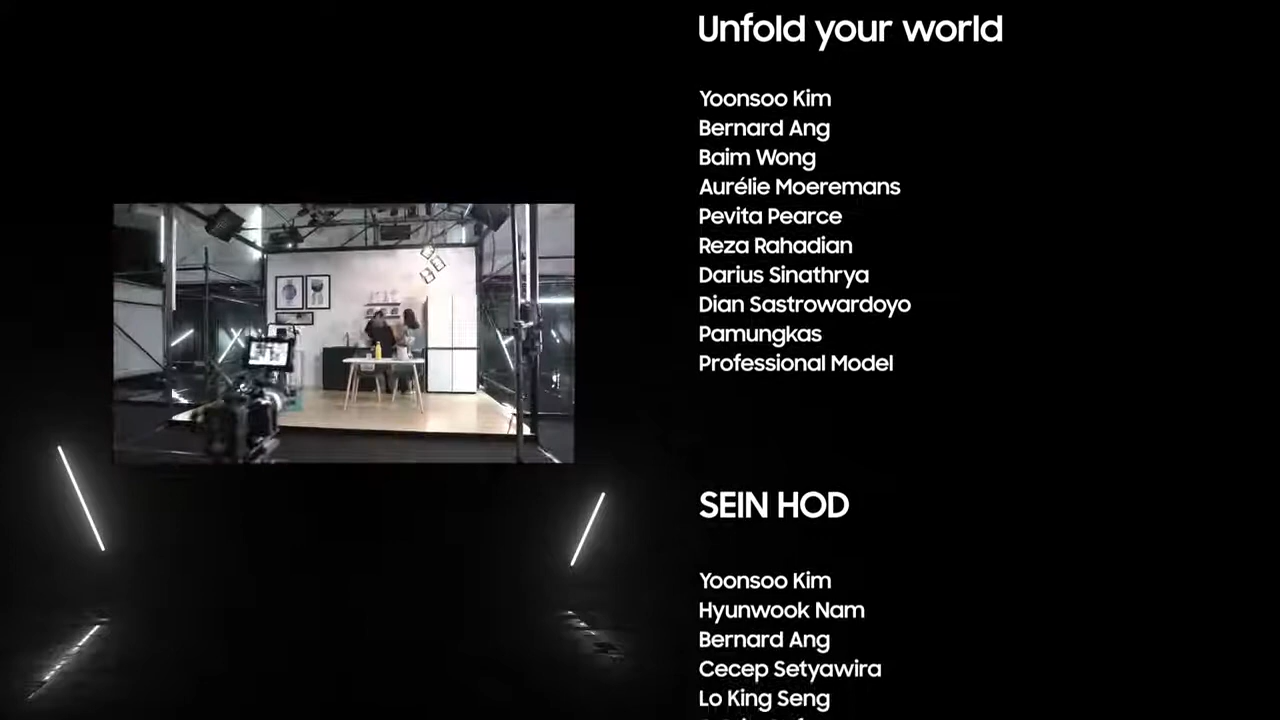 Unfold your world
Yoonsoo Kim
Bernard Ang
Baim Wong
Aurélie Moeremans
Pevita Pearce
Reza Rahadian
Darius Sinathrya
Dian Sastrowardoyo
Pamungkas
Professional Model
SEIN HOD
Yoonsoo Kim
Hyunwook Nam
Bernard Ang
Cecep Setyawira
Lo King Seng